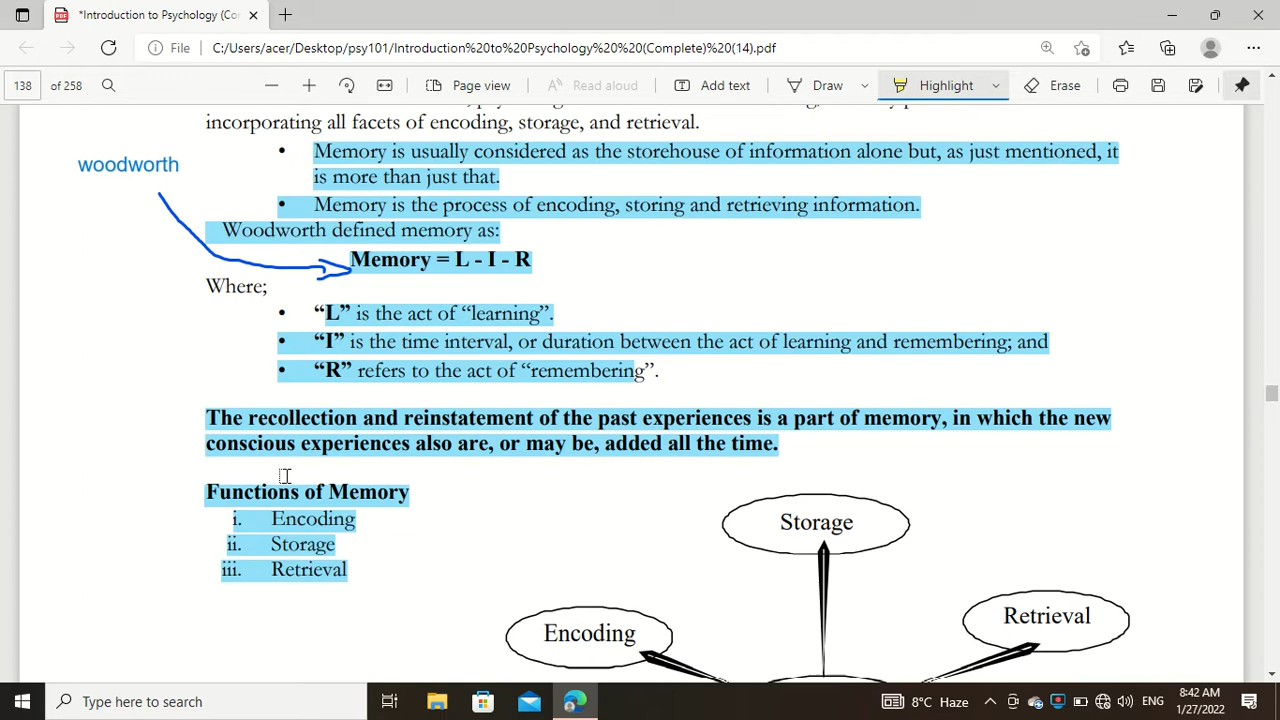 *Introduction to Psychology (Cor
138 of 258
File C:/Users/acer/Desktop/psy101/Introduction%20to%20Psychology%20%20(Complete)%20(14).pdf
Page view
Read aloud
Add text
Draw
Highlight
Erase
incorporating all facets of encoding, storage, and retrieval.
woodworth
• Memory is usually considered as the storehouse of information alone but, as just mentioned, it
is more than just that.
• Memory is the process of encoding, storing and retrieving information.
Woodworth defined memory as:
Memory = L - I - R
Where;
• “L” is the act of “learning”.
• “I” is the time interval, or duration between the act of learning and remembering; and
• “R” refers to the act of “remembering”.
The recollection and reinstatement of the past experiences is a part of memory, in which the new
conscious experiences also are, or may be, added all the time.
Functions of Memory
i. Encoding
ii. Storage
iii. Retrieval
Storage
Encoding
Retrieval
Type here to search
8°C Haze
ENG
8:42 AM
1/27/2022